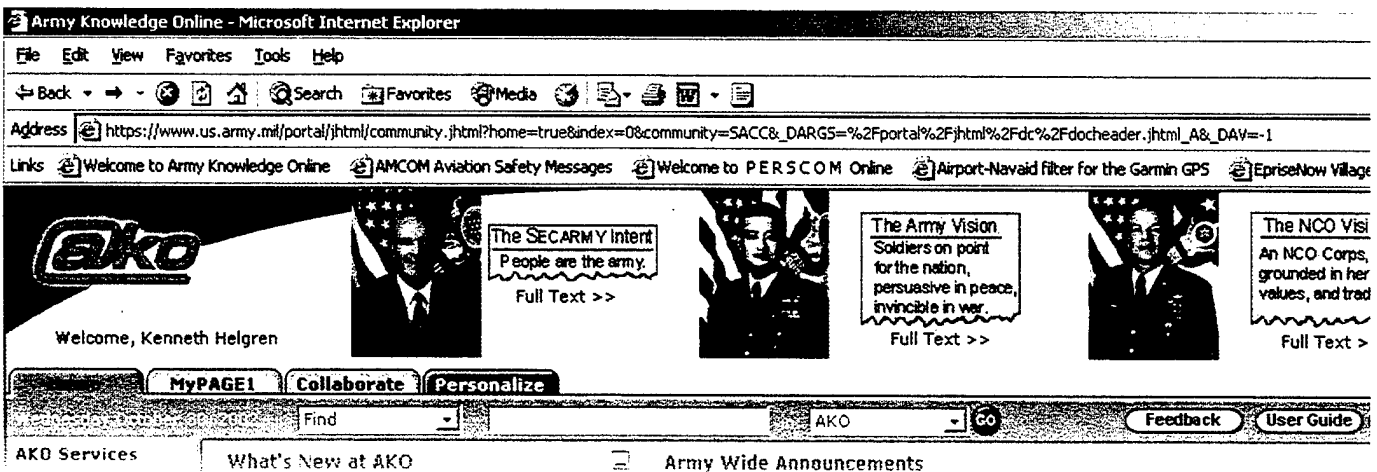 Army Knowledge Online - Microsoft Internet Explorer
File Edit View Favorites Tools Help
Back Search Favorites Media
Address https://www.us.army.mil/portal/jhtml/community.jhtml?home=true&index=0&community=SACC&_DARGS=%2Fportal%2Fjhtml%2Fdc%2Fdocheader.jhtml_A&_DAV=-1
Links Welcome to Army Knowledge Online AMCOM Aviation Safety Messages Welcome to PERSCOM Online Airport-Navaid filter for the Garmin GPS EpriseNow Village
ako
Welcome, Kenneth Helgren
The SECARMY Intent
People are the army.
Full Text >>
The Army Vision
Soldiers on point
for the nation,
persuasive in peace,
invincible in war.
Full Text >>
The NCO Visi
An NCO Corps,
grounded in her
values, and trad
Full Text >
MyPAGE1 Collaborate Personalize
Find AKO GO Feedback User Guide
AKO Services What's New at AKO Army Wide Announcements